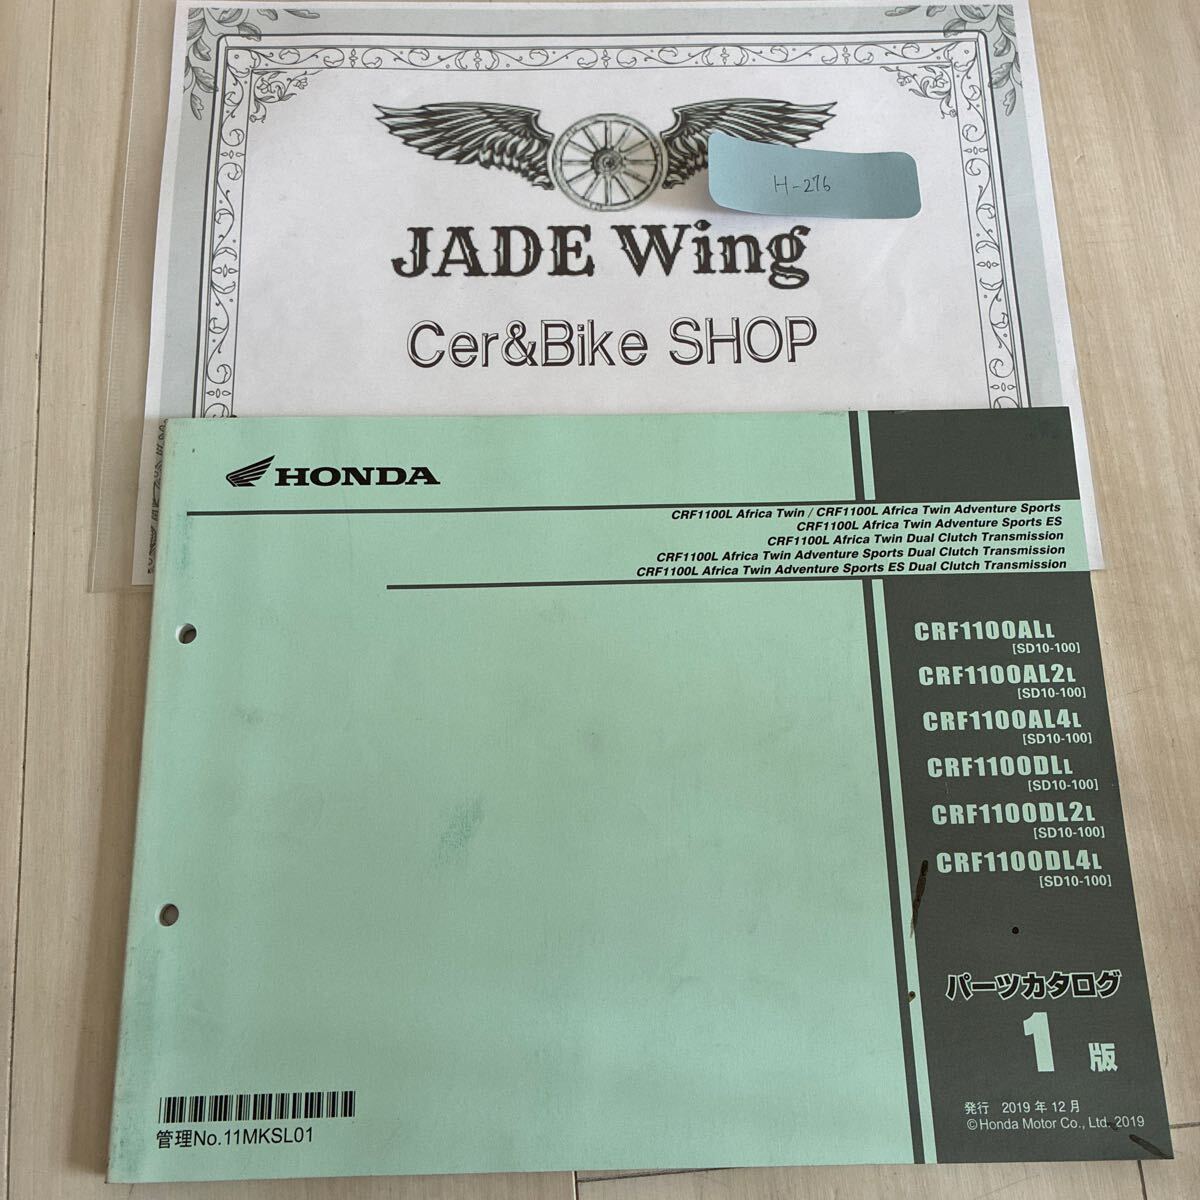 H-276
JADE Wing
Cer&Bike SHOP
HONDA
CRF1100L Africa Twin / CRF1100L Africa Twin Adventure Sports
CRF1100L Africa Twin Adventure Sports ES
CRF1100L Africa Twin Dual Clutch Transmission
CRF1100L Africa Twin Adventure Sports Dual Clutch Transmission
CRF1100L Africa Twin Adventure Sports ES Dual Clutch Transmission
CRF1100ALL
[SD10-100]
CRF1100AL2L
[SD10-100]
CRF1100AL4L
[SD10-100]
CRF1100DLL
[SD10-100]
CRF1100DL2L
[SD10-100]
CRF1100DL4L
[SD10-100]
パーツカタログ
1 版
発行 2019 年 12 月
©Honda Motor Co., Ltd. 2019
管理No.11MKSL01